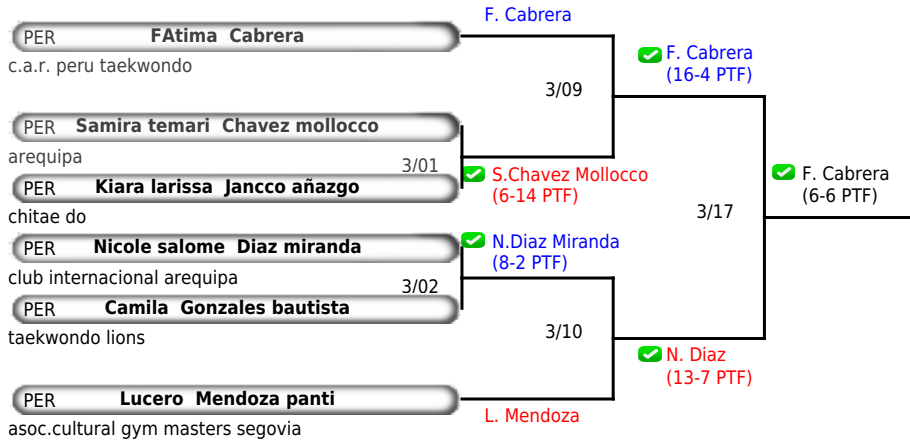 F. Cabrera
PER FAtima Cabrera
c.a.r. peru taekwondo
F. Cabrera
(16-4 PTF)
3/09
PER Samira temari Chavez mollocco
arequipa
3/01
PER Kiara larissa Jancco añazgo
chitae do
S.Chavez Mollocco
(6-14 PTF)
F. Cabrera
(6-6 PTF)
3/17
PER Nicole salome Diaz miranda
club internacional arequipa
N.Diaz Miranda
(8-2 PTF)
3/02
PER Camila Gonzales bautista
taekwondo lions
3/10
N. Diaz
(13-7 PTF)
PER Lucero Mendoza panti
asoc.cultural gym masters segovia
L. Mendoza